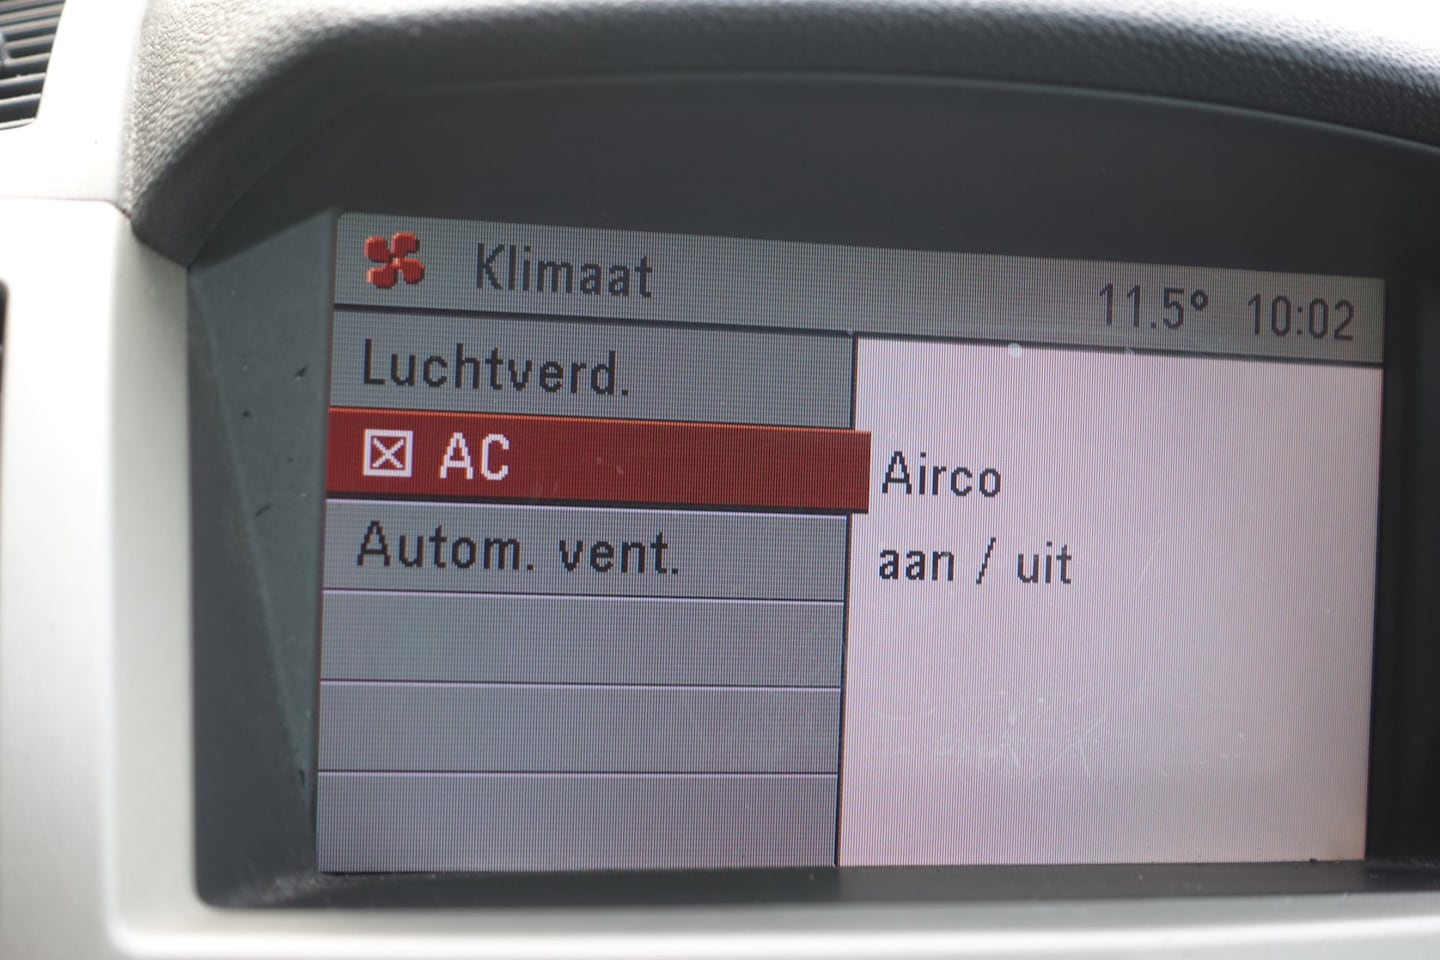 Klimaat 11.5° 10:02
Luchtverd.
AC
Autom. vent.
Airco
aan / uit